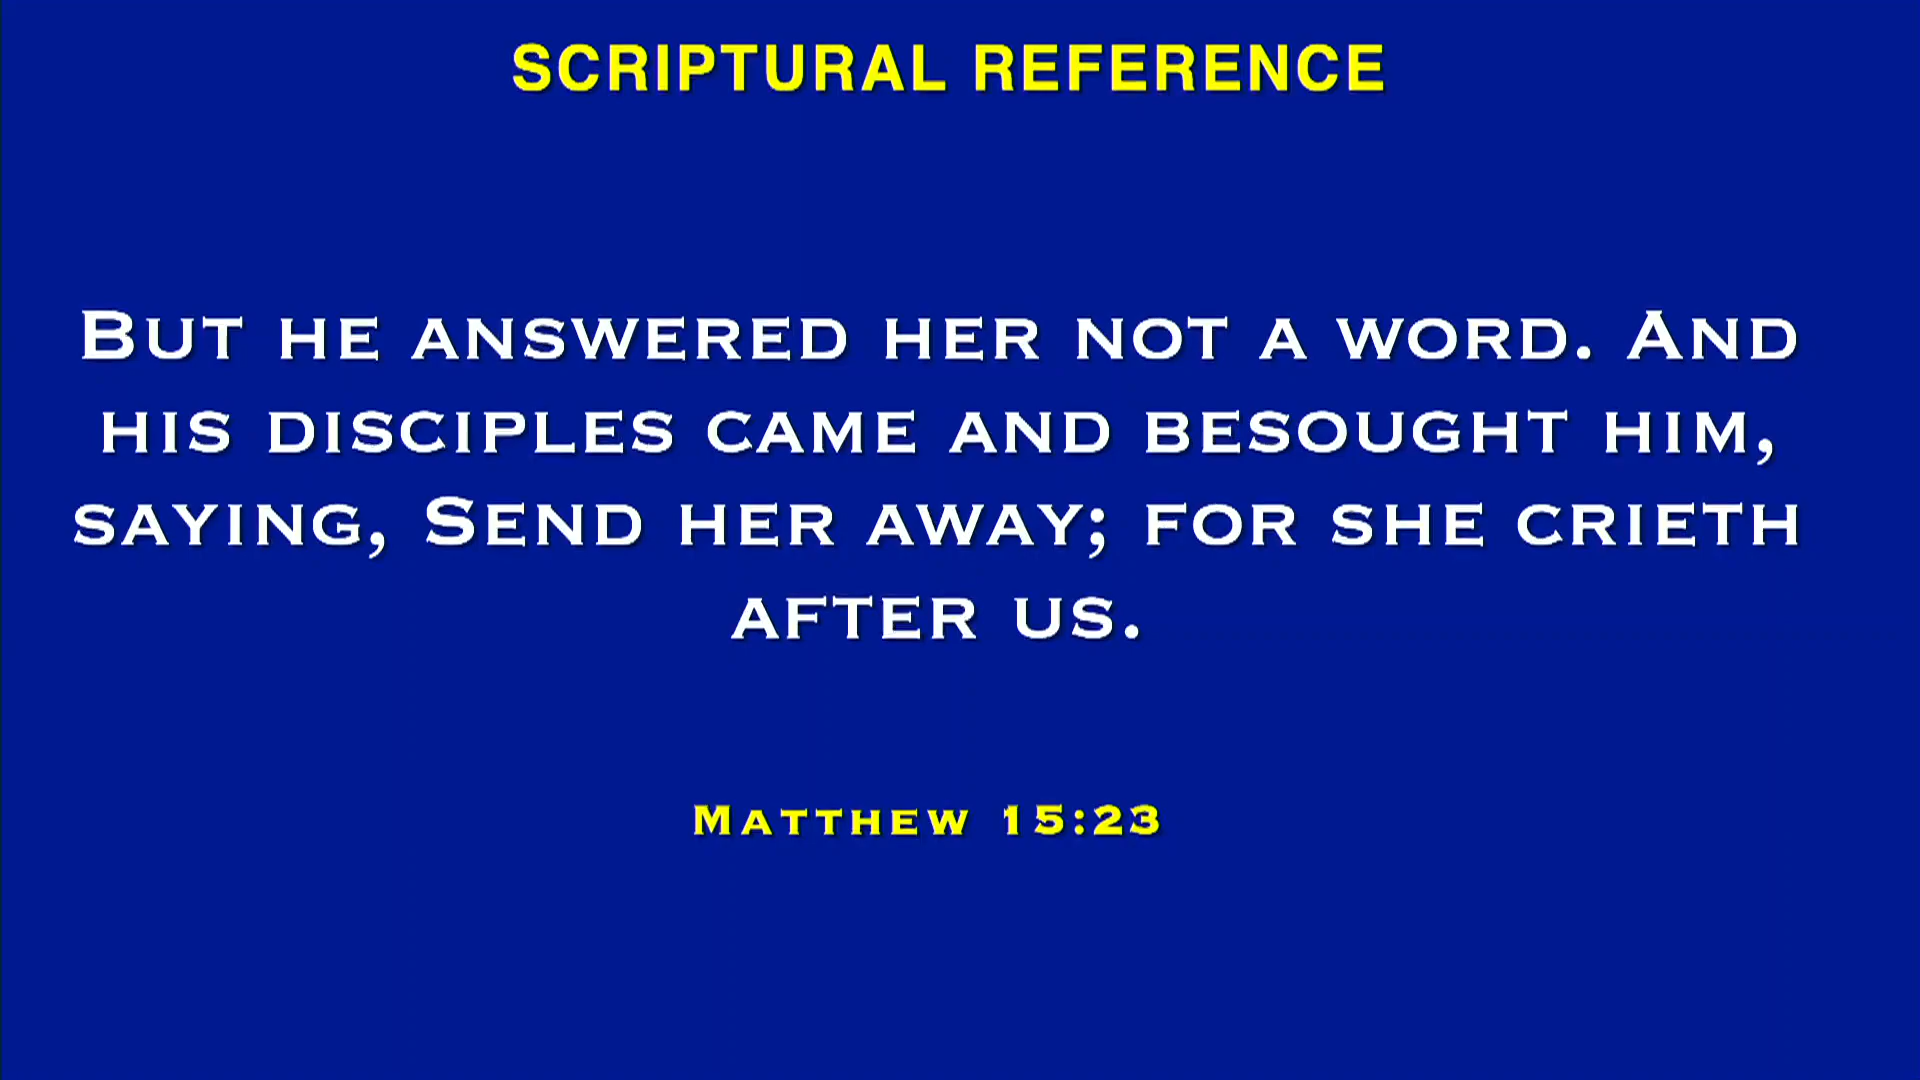 SCRIPTURAL REFERENCE
But he answered her not a word. And
his disciples came and besought him,
saying, Send her away; for she crieth
after us.
Matthew 15:23